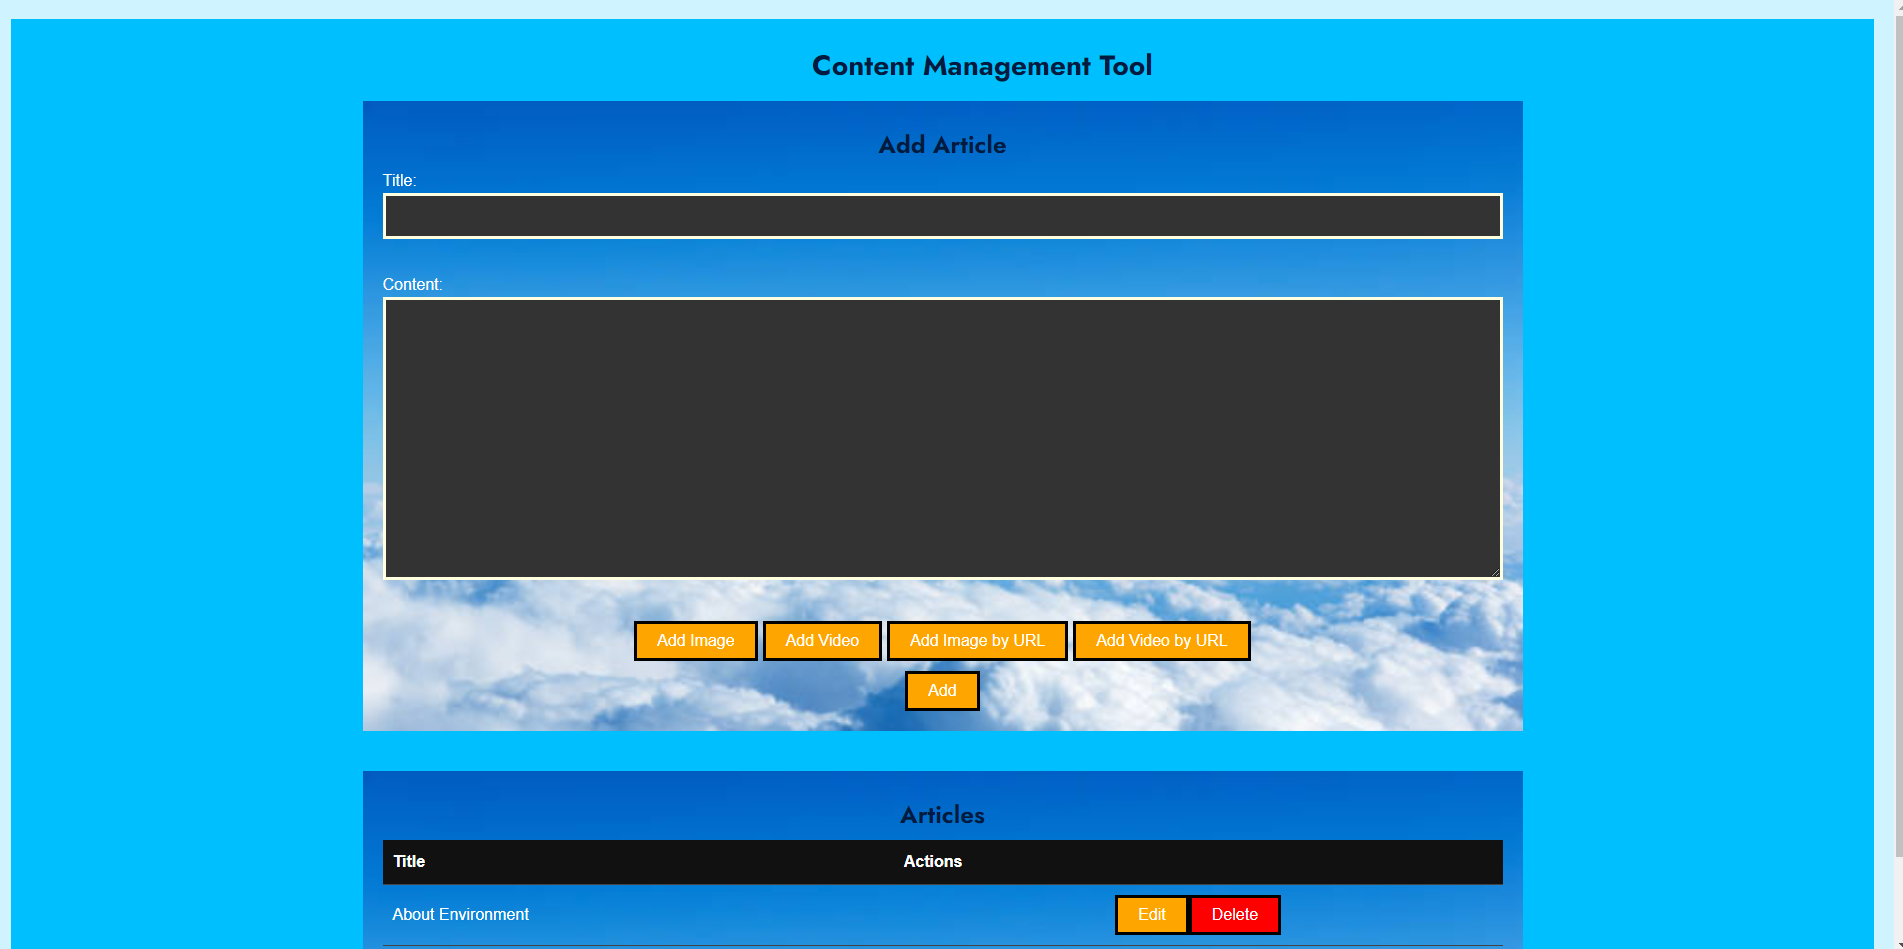 Content Management Tool
Add Article
Title:
Content:
Add Image Add Video Add Image by URL Add Video by URL
Add
Articles
Title Actions
About Environment Edit Delete